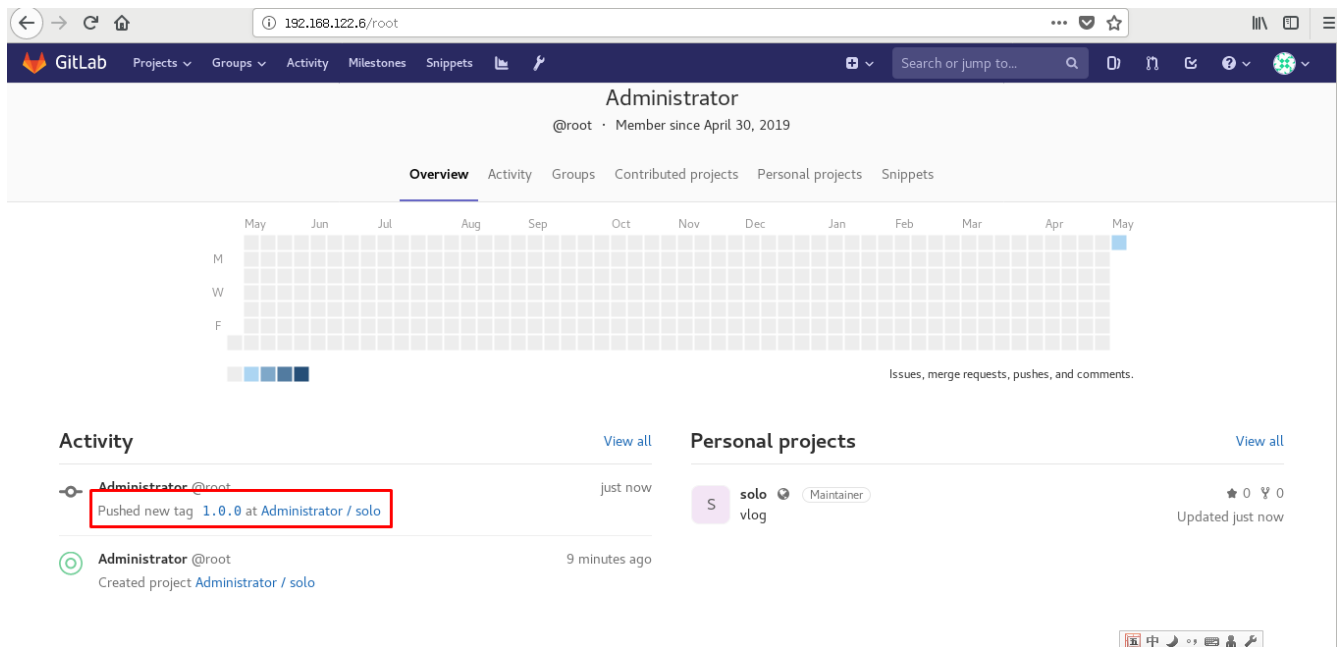 192.168.122.6/root
GitLab Projects Groups Activity Milestones Snippets Search or jump to...
Administrator
@root · Member since April 30, 2019
Overview Activity Groups Contributed projects Personal projects Snippets
May Jun Jul Aug Sep Oct Nov Dec Jan Feb Mar Apr May
M
W
F
Issues, merge requests, pushes, and comments.
Activity View all
Administrator @root just now
Pushed new tag 1.0.0 at Administrator / solo
Administrator @root 9 minutes ago
Created project Administrator / solo
Personal projects View all
S solo Maintainer 0 0
vlog Updated just now
五 中